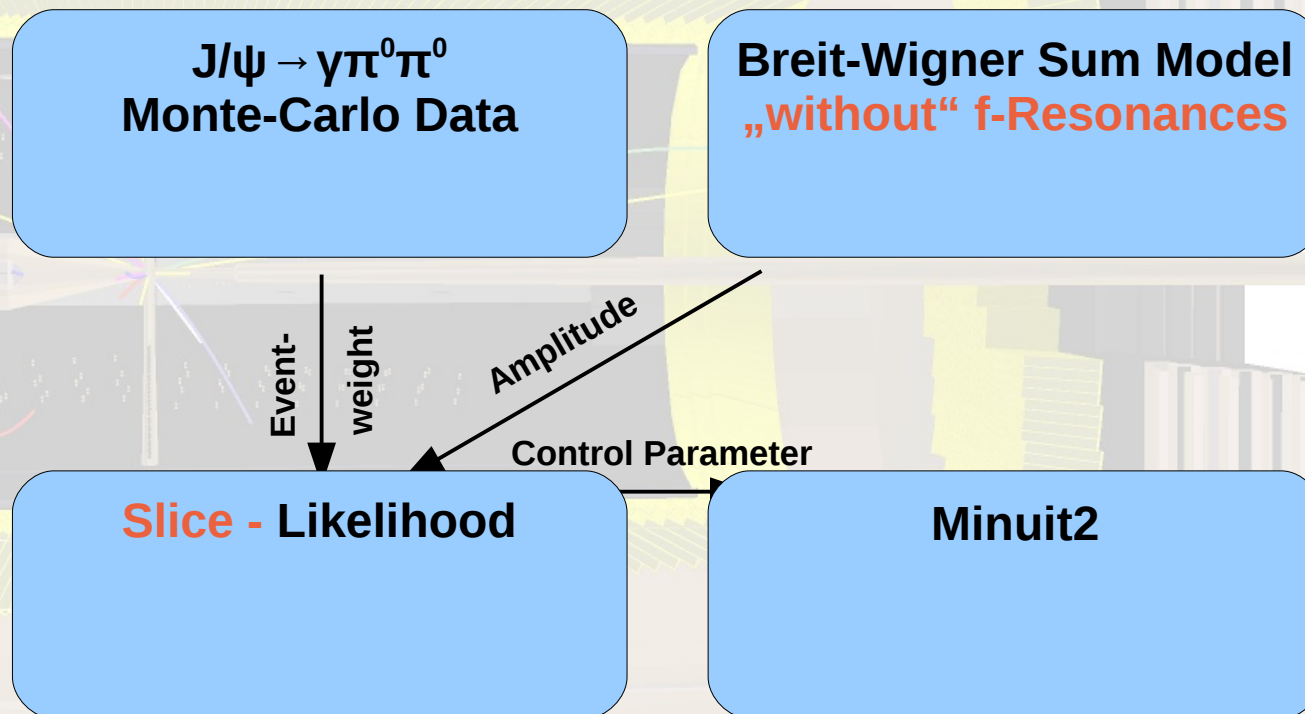 J/ψ→γπ⁰π⁰
Monte-Carlo Data
Breit-Wigner Sum Model
„without“ f-Resonances
Event-
weight
Amplitude
Control Parameter
Slice - Likelihood
Minuit2